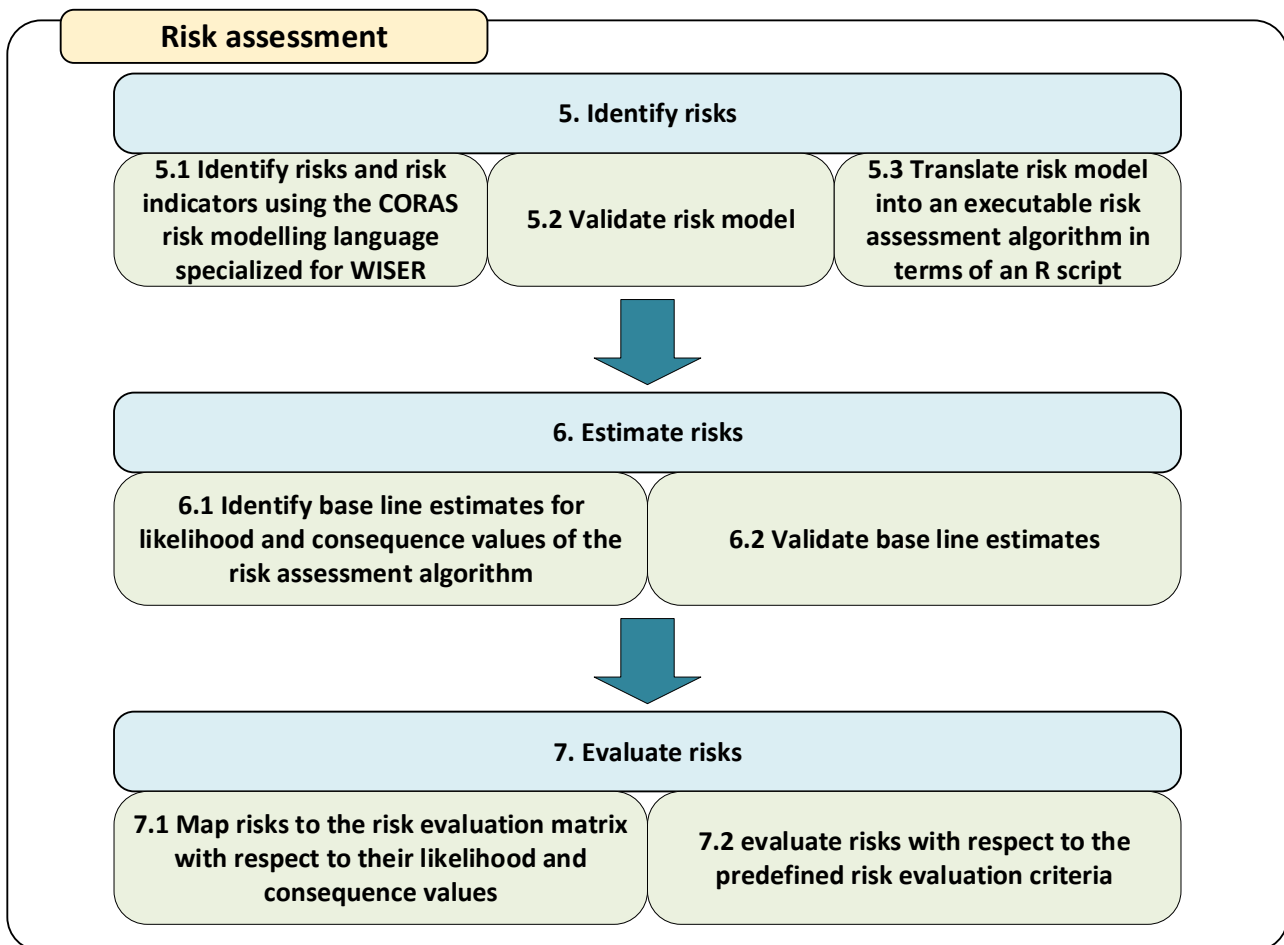 Risk assessment
5. Identify risks
5.1 Identify risks and risk
indicators using the CORAS
risk modelling language
specialized for WISER
5.2 Validate risk model
5.3 Translate risk model
into an executable risk
assessment algorithm in
terms of an R script
6. Estimate risks
6.1 Identify base line estimates for
likelihood and consequence values of the
risk assessment algorithm
6.2 Validate base line estimates
7. Evaluate risks
7.1 Map risks to the risk evaluation matrix
with respect to their likelihood and
consequence values
7.2 evaluate risks with respect to the
predefined risk evaluation criteria